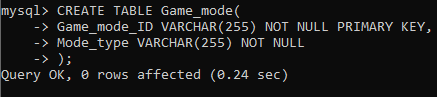 mysql> CREATE TABLE Game_mode(
    -> Game_mode_ID VARCHAR(255) NOT NULL PRIMARY KEY,
    -> Mode_type VARCHAR(255) NOT NULL
    -> );
Query OK, 0 rows affected (0.24 sec)